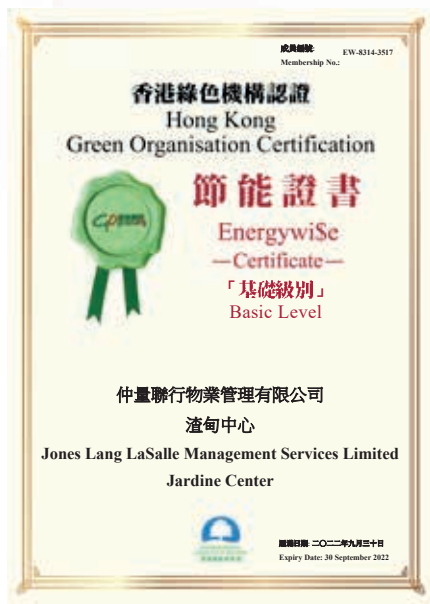 成員編號:
EW-8314-3517
Membership No.:
香港綠色機構認證
Hong Kong
Green Organisation Certification
節能證書
Energywi$e
—Certificate—
「基礎級別」
Basic Level
仲量聯行物業管理有限公司
渣甸中心
Jones Lang LaSalle Management Services Limited
Jardine Center
屆滿日期: 二〇二二年九月三十日
Expiry Date: 30 September 2022